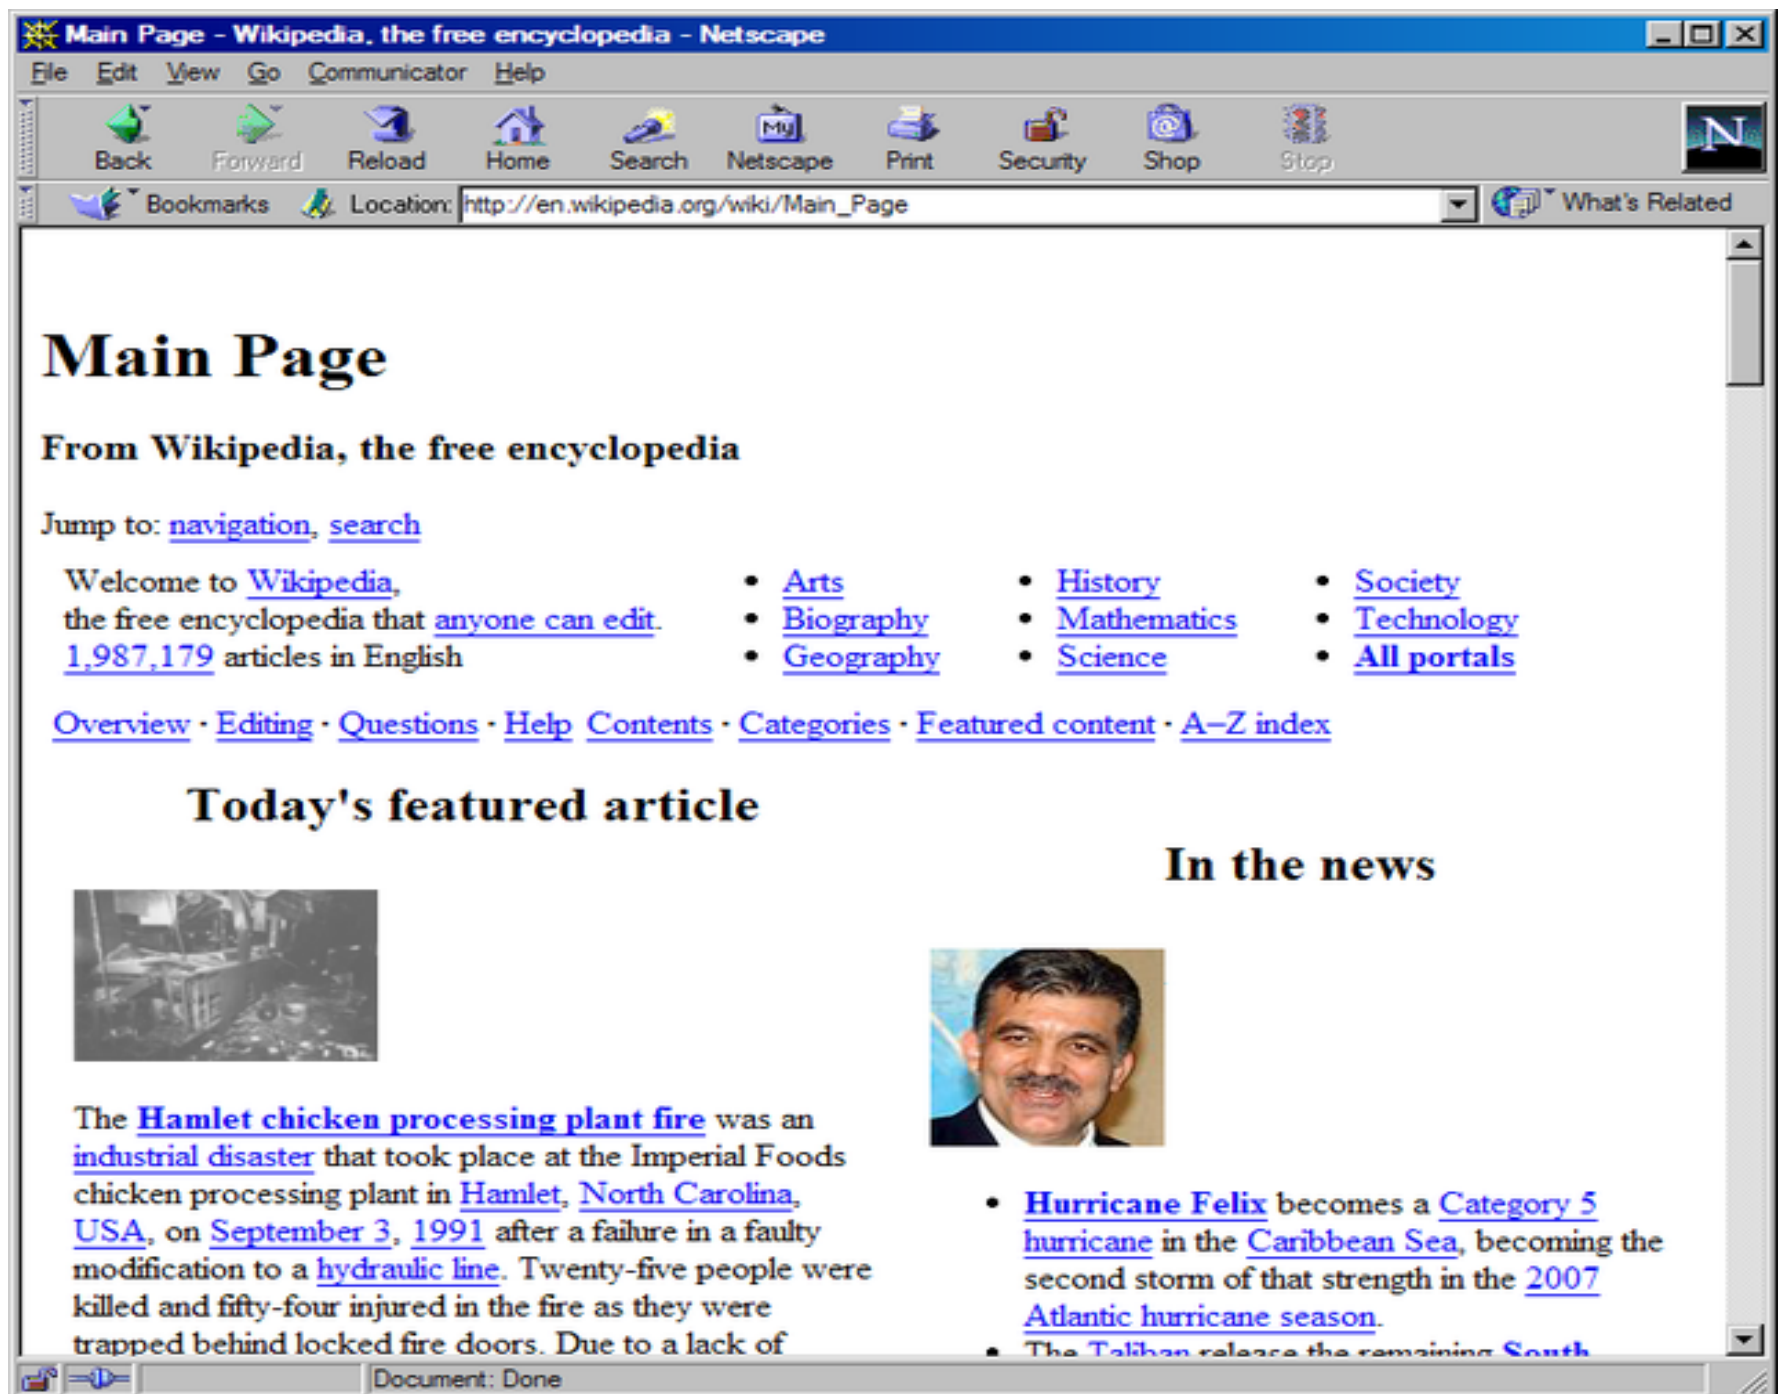 Main Page - Wikipedia, the free encyclopedia - Netscape
File Edit View Go Communicator Help
My
N
Back Forward Reload Home Search Netscape Print Security Shop Stop
Bookmarks Location: http://en.wikipedia.org/wiki/Main_Page What's Related
Main Page
From Wikipedia, the free encyclopedia
Jump to: navigation, search
Welcome to Wikipedia,
the free encyclopedia that anyone can edit.
1,987,179 articles in English
• Arts
• Biography
• Geography
• History
• Mathematics
• Science
• Society
• Technology
• All portals
Overview · Editing · Questions · Help Contents · Categories · Featured content · A–Z index
Today's featured article
The Hamlet chicken processing plant fire was an
industrial disaster that took place at the Imperial Foods
chicken processing plant in Hamlet, North Carolina,
USA, on September 3, 1991 after a failure in a faulty
modification to a hydraulic line. Twenty-five people were
killed and fifty-four injured in the fire as they were
trapped behind locked fire doors. Due to a lack of
In the news
• Hurricane Felix becomes a Category 5
hurricane in the Caribbean Sea, becoming the
second storm of that strength in the 2007
Atlantic hurricane season.
• The Taliban release the remaining South
Document: Done